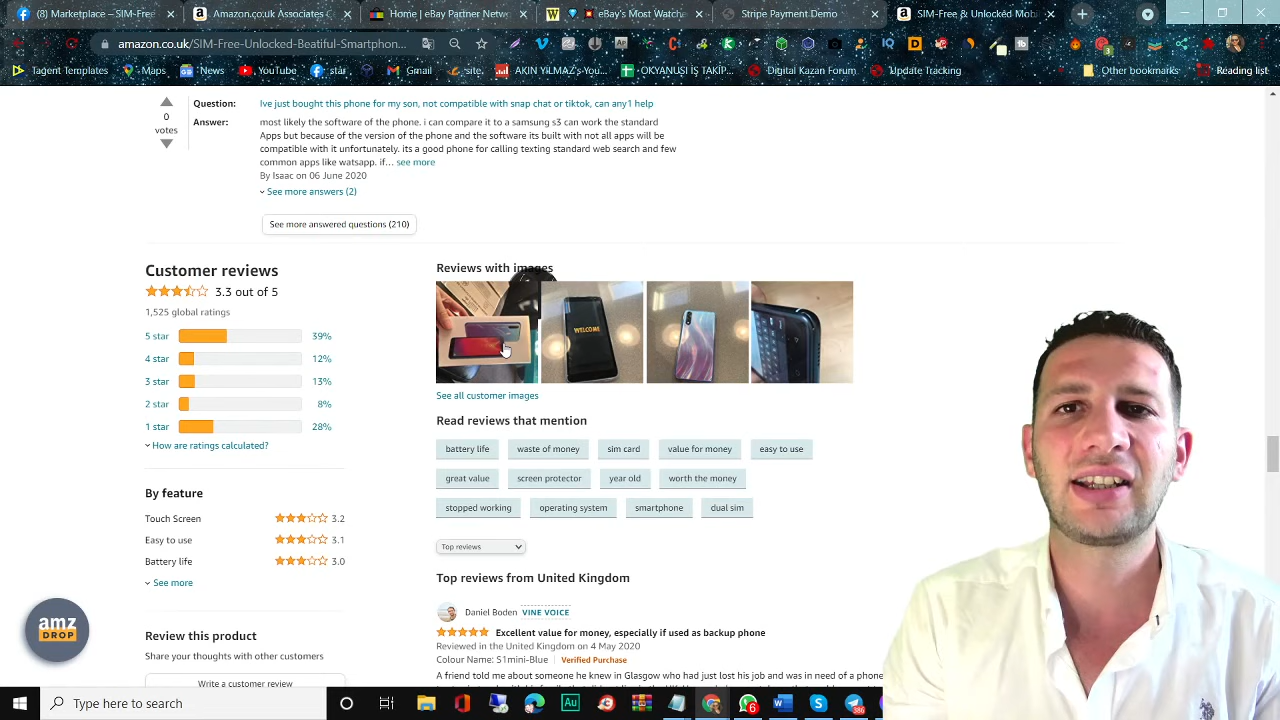 (8) Marketplace – SIM-Fre
Amazon.co.uk Associates C
Home | eBay Partner Netw
eBay's Most Watche
Stripe Payment Demo
SIM-Free & Unlocked Mobi
amazon.co.uk/SIM-Free-Unlocked-Beatiful-Smartphon...
Tagent Templates
Maps
News
YouTube
star
Gmail
site.
AKIN YILMAZ's-You...
OKYANUSI İŞ TAKİP...
Digital Kazan Forum
Update Tracking
Other bookmarks
Reading list
0
votes
Question: Ive just bought this phone for my son, not compatible with snap chat or tiktok, can any1 help
Answer: most likely the software of the phone. i can compare it to a samsung s3 can work the standard
Apps but because of the version of the phone and the software its built with not all apps will be
compatible with it unfortunately. its a good phone for calling texting standard web search and few
common apps like watsapp. if... see more
By Isaac on 06 June 2020
See more answers (2)
See more answered questions (210)
Customer reviews
3.3 out of 5
1,525 global ratings
5 star 39%
4 star 12%
3 star 13%
2 star 8%
1 star 28%
How are ratings calculated?
By feature
Touch Screen 3.2
Easy to use 3.1
Battery life 3.0
See more
Review this product
Share your thoughts with other customers
Write a customer review
Reviews with images
WELCOME
See all customer images
Read reviews that mention
battery life
waste of money
sim card
value for money
easy to use
great value
screen protector
year old
worth the money
stopped working
operating system
smartphone
dual sim
Top reviews
Top reviews from United Kingdom
Daniel Boden VINE VOICE
Excellent value for money, especially if used as backup phone
Reviewed in the United Kingdom on 4 May 2020
Colour Name: S1mini-Blue | Verified Purchase
A friend told me about someone he knew in Glasgow who had just lost his job and was in need of a phone
amz
DROP
Type here to search